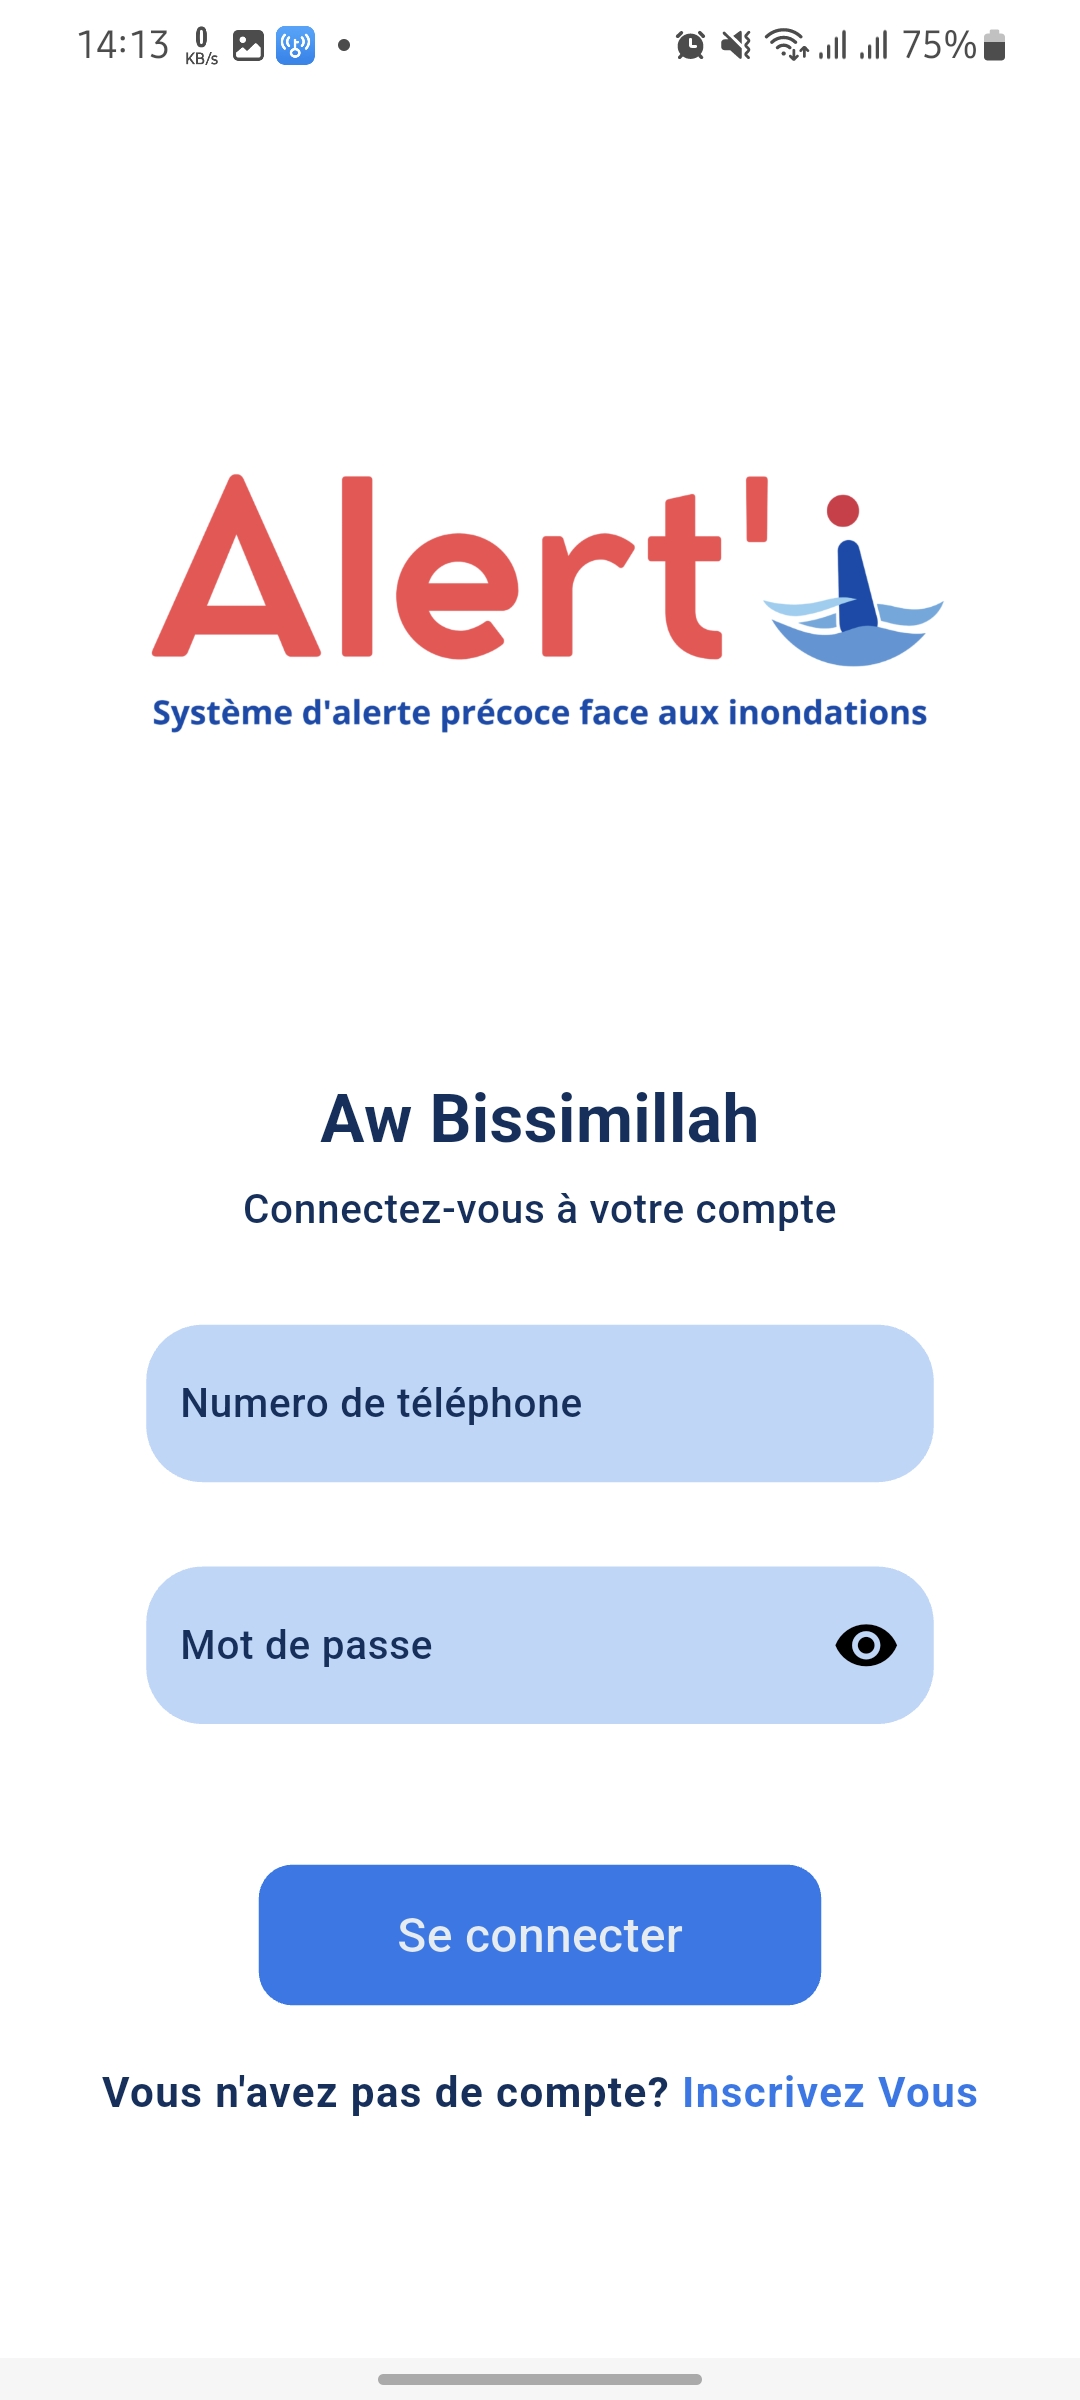 14:13 0 KB/s 75%
Alert'i
Système d'alerte précoce face aux inondations
Aw Bissimillah
Connectez-vous à votre compte
Numero de téléphone
Mot de passe
Se connecter
Vous n'avez pas de compte? Inscrivez Vous